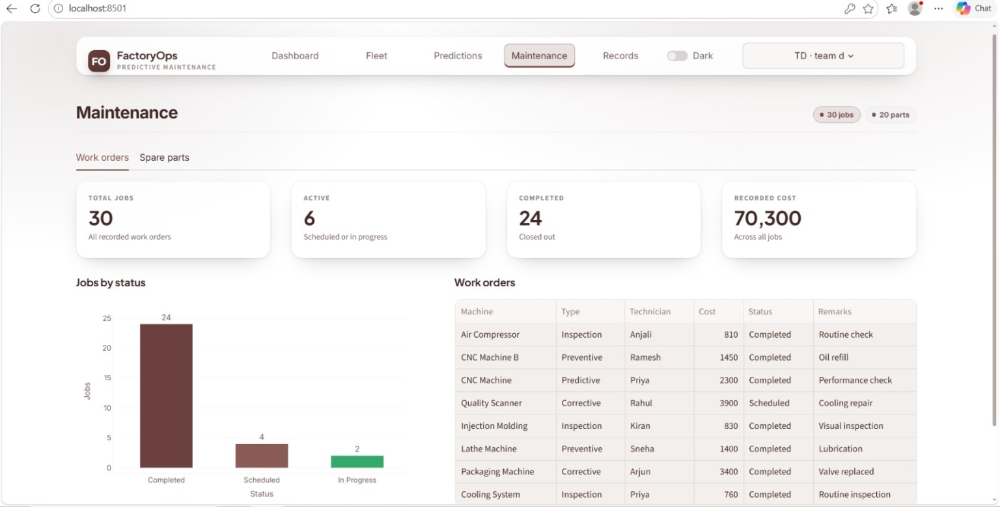 localhost:8501
Chat
FO
FactoryOps
PREDICTIVE MAINTENANCE
Dashboard
Fleet
Predictions
Maintenance
Records
Dark
TD · team d
Maintenance
30 jobs
20 parts
Work orders
Spare parts
TOTAL JOBS
30
All recorded work orders
ACTIVE
6
Scheduled or in progress
COMPLETED
24
Closed out
RECORDED COST
70,300
Across all jobs
Jobs by status
25
20
15
10
5
0
Jobs
24
4
2
Completed
Scheduled
In Progress
Status
Work orders
Machine Type Technician Cost Status Remarks
Air Compressor Inspection Anjali 810 Completed Routine check
CNC Machine B Preventive Ramesh 1450 Completed Oil refill
CNC Machine Predictive Priya 2300 Completed Performance check
Quality Scanner Corrective Rahul 3900 Scheduled Cooling repair
Injection Molding Inspection Kiran 830 Completed Visual inspection
Lathe Machine Preventive Sneha 1400 Completed Lubrication
Packaging Machine Corrective Arjun 3400 Completed Valve replaced
Cooling System Inspection Priya 760 Completed Routine inspection